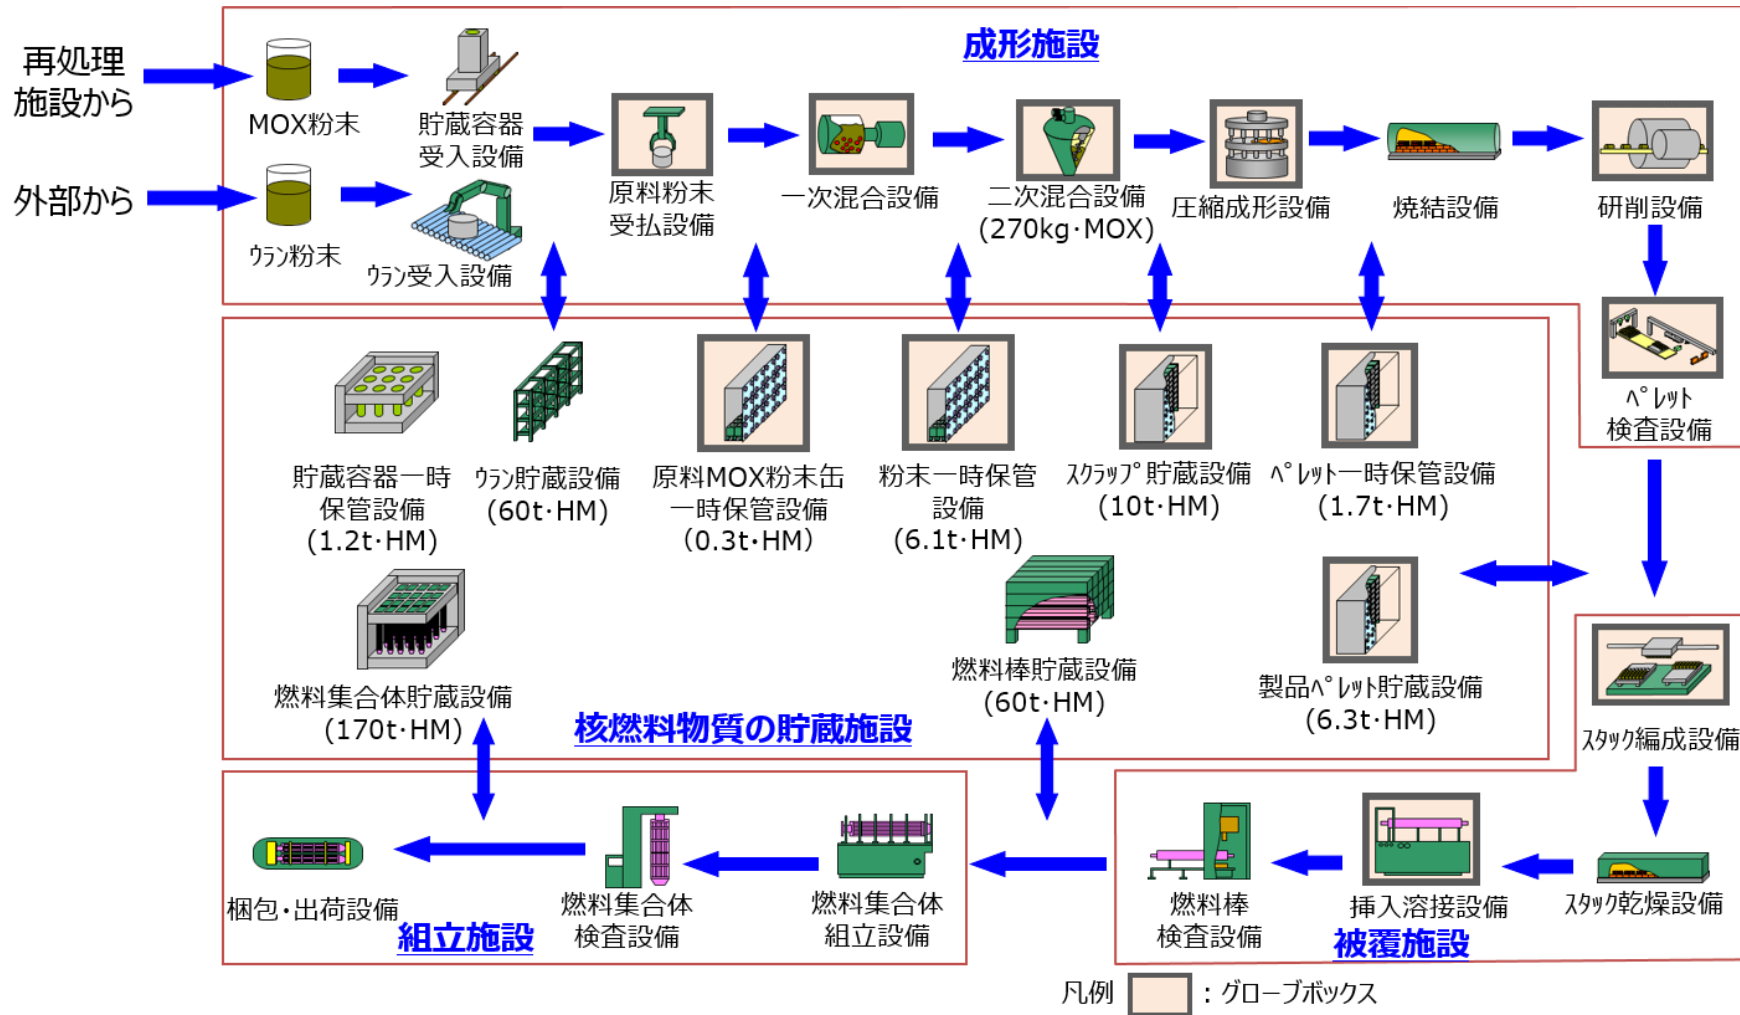 成形施設
再処理
施設から
MOX粉末
貯蔵容器
受入設備
外部から
ウラン粉末
ウラン受入設備
原料粉末
受払設備
一次混合設備
二次混合設備
(270kg・MOX)
圧縮成形設備
焼結設備
研削設備
ペレット
検査設備
貯蔵容器一時
保管設備
(1.2t・HM)
ウラン貯蔵設備
(60t・HM)
原料MOX粉末缶
一時保管設備
(0.3t・HM)
粉末一時保管
設備
(6.1t・HM)
スクラップ貯蔵設備
(10t・HM)
ペレット一時保管設備
(1.7t・HM)
燃料集合体貯蔵設備
(170t・HM)
燃料棒貯蔵設備
(60t・HM)
製品ペレット貯蔵設備
(6.3t・HM)
核燃料物質の貯蔵施設
スタック編成設備
梱包・出荷設備
燃料集合体
検査設備
燃料集合体
組立設備
組立施設
燃料棒
検査設備
挿入溶接設備
スタック乾燥設備
被覆施設
凡例 ：グローブボックス